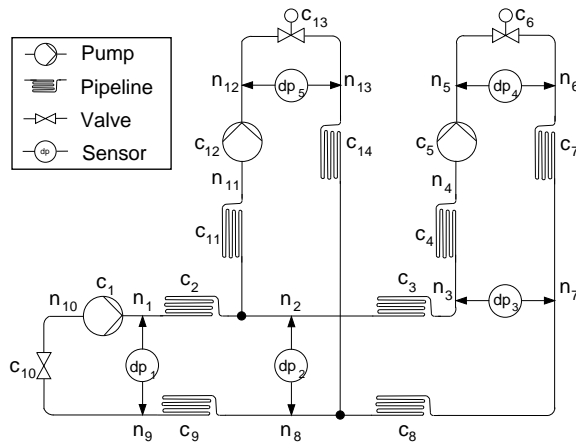 Pump
Pipeline
Valve
dp Sensor
c13
c6
n12
dp5
n13
n5
dp4
n6
c12
c14
c5
c7
n11
n4
c11
c4
c1
c2
c3
n10
n1
n2
n3
dp3
n7
c10
dp1
dp2
n9
c9
n8
c8